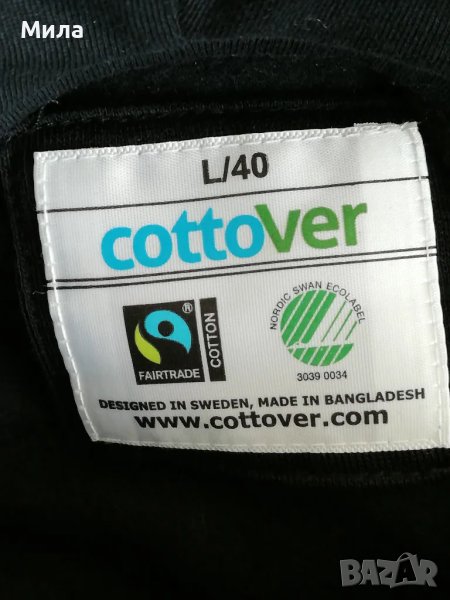 Мила
L/40
cottover
® NORDIC SWAN ECOLABEL
FAIRTRADE
COTTON
3039 0034
DESIGNED IN SWEDEN, MADE IN BANGLADESH
www.cottover.com
BAZAR